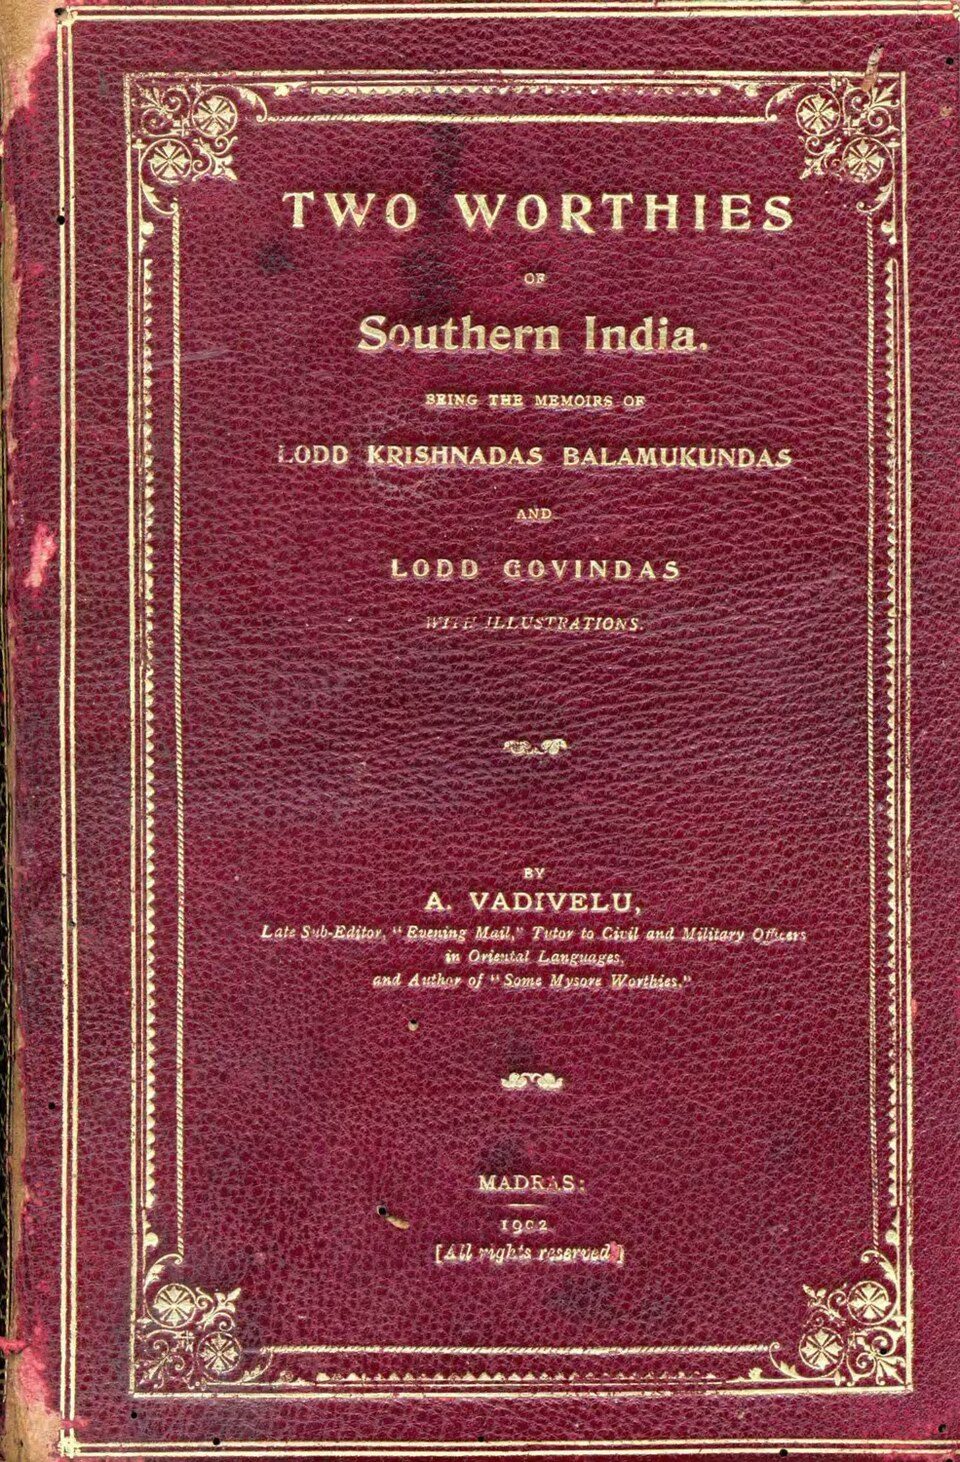 TWO WORTHIES
OF
Southern India.
BEING THE MEMOIRS OF
LODD KRISHNADAS BALAMUKUNDAS
AND
LODD GOVINDAS
WITH ILLUSTRATIONS.
BY
A. VADIVELU,
Late Sub-Editor, "Evening Mail," Tutor to Civil and Military Officers
in Oriental Languages,
and Author of "Some Mysore Worthies."
MADRAS:
1902
[All rights reserved]